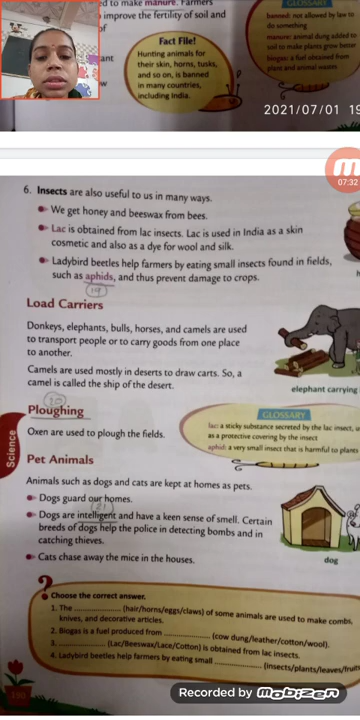 ed to make manure. Farmers
improve the fertility of soil and
of
ant
w
Fact File!
Hunting animals for
their skin, horns, tusks,
and so on, is banned
in many countries,
including India.
GLOSSARY
banned: not allowed by law to
do something
manure: animal dung added to
soil to make plants grow better
biogas: a fuel obtained from
plant and animal wastes
2021/07/01 19
07:32
6. Insects are also useful to us in many ways.
We get honey and beeswax from bees.
Lac is obtained from lac insects. Lac is used in India as a skin
cosmetic and also as a dye for wool and silk.
Ladybird beetles help farmers by eating small insects found in fields,
such as aphids, and thus prevent damage to crops.
Load Carriers
Donkeys, elephants, bulls, horses, and camels are used
to transport people or to carry goods from one place
to another.
Camels are used mostly in deserts to draw carts. So, a
camel is called the ship of the desert.
elephant carrying
Ploughing
Oxen are used to plough the fields.
GLOSSARY
lac: a sticky substance secreted by the lac insect, u
as a protective covering by the insect
aphid: a very small insect that is harmful to plants
Science
Pet Animals
Animals such as dogs and cats are kept at homes as pets.
Dogs guard our homes.
Dogs are intelligent and have a keen sense of smell. Certain
breeds of dogs help the police in detecting bombs and in
catching thieves.
Cats chase away the mice in the houses.
dog
? Choose the correct answer.
1. The ____________ (hair/horns/eggs/claws) of some animals are used to make combs,
knives, and decorative articles.
2. Biogas is a fuel produced from ____________ (cow dung/leather/cotton/wool).
3. ____________ (Lac/Beeswax/Lace/Cotton) is obtained from lac insects.
4. Ladybird beetles help farmers by eating small ____________ (insects/plants/leaves/fruits
190
Recorded by mobizen